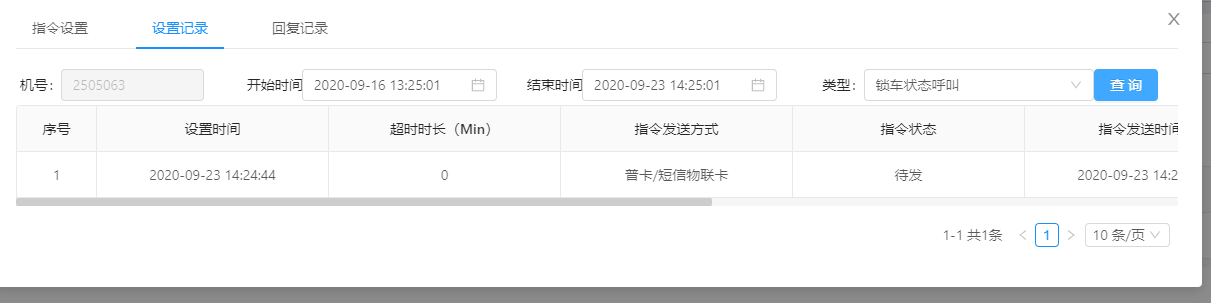 指令设置 设置记录 回复记录 X
机号: 2505063 开始时间 2020-09-16 13:25:01 结束时间 2020-09-23 14:25:01 类型: 锁车状态呼叫 查 询
序号 设置时间 超时时长（Min） 指令发送方式 指令状态 指令发送时间
1 2020-09-23 14:24:44 0 普卡/短信物联卡 待发 2020-09-23 14:2
1-1 共1条 < 1 > 10 条/页